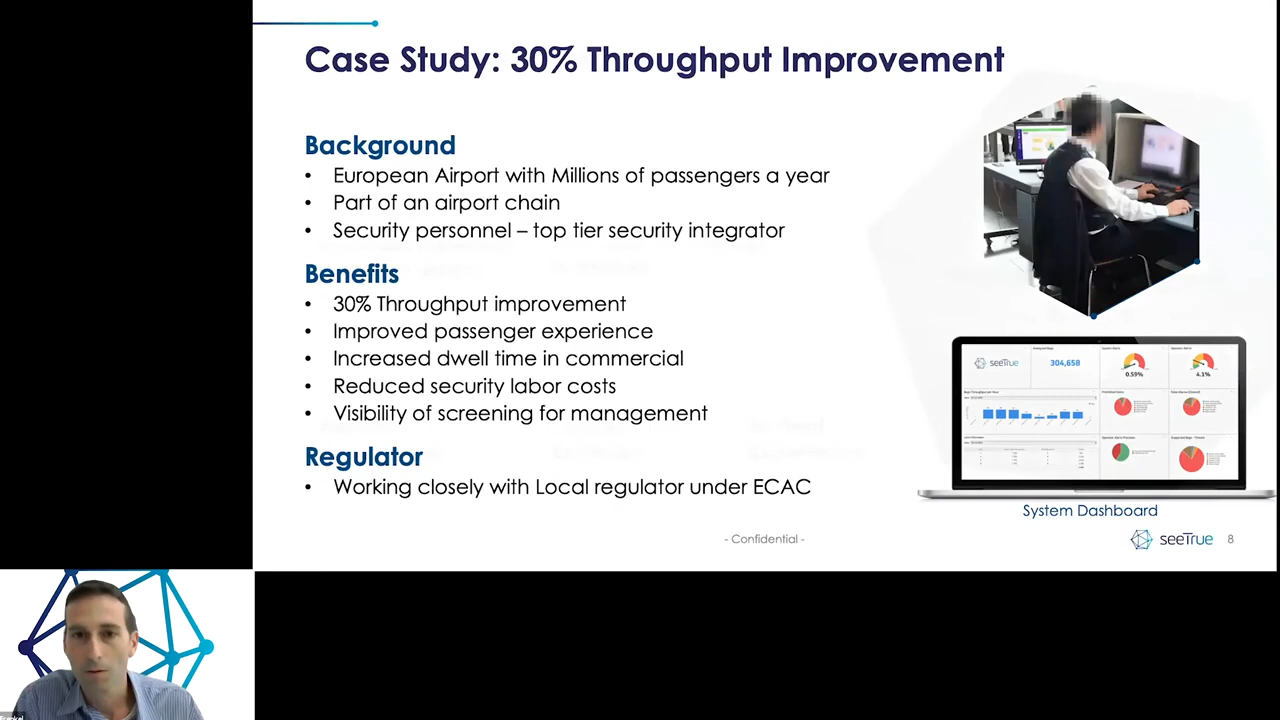 Case Study: 30% Throughput Improvement
Background
• European Airport with Millions of passengers a year
• Part of an airport chain
• Security personnel – top tier security integrator
Benefits
• 30% Throughput improvement
• Improved passenger experience
• Increased dwell time in commercial
• Reduced security labor costs
• Visibility of screening for management
Regulator
• Working closely with Local regulator under ECAC
seeTrue
304,658
0.59%
4.1%
System Dashboard
- Confidential -
seeTrue
8